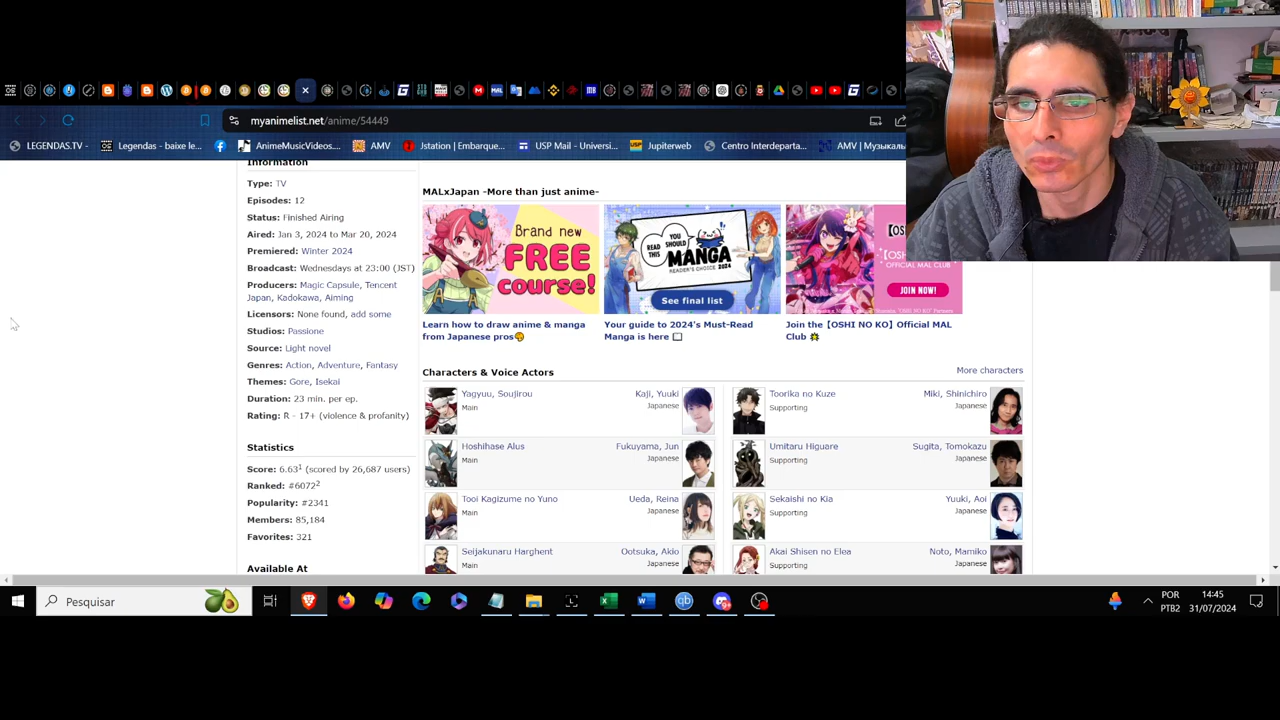 myanimelist.net/anime/54449
LEGENDAS.TV -
Legendas - baixe le...
AnimeMusicVideos....
AMV
Jstation | Embarque...
USP Mail - Universi...
Jupiterweb
Centro Interdeparta...
AMV | Музыкаль
Information
Type: TV
Episodes: 12
Status: Finished Airing
Aired: Jan 3, 2024 to Mar 20, 2024
Premiered: Winter 2024
Broadcast: Wednesdays at 23:00 (JST)
Producers: Magic Capsule, Tencent
Japan, Kadokawa, Aiming
Licensors: None found, add some
Studios: Passione
Source: Light novel
Genres: Action, Adventure, Fantasy
Themes: Gore, Isekai
Duration: 23 min. per ep.
Rating: R - 17+ (violence & profanity)
Statistics
Score: 6.63¹ (scored by 26,687 users)
Ranked: #6072²
Popularity: #2341
Members: 85,184
Favorites: 321
Available At
MALxJapan -More than just anime-
Brand new
FREE
course!
READ THIS
YOU SHOULD
MANGA
READER'S CHOICE 2024
See final list
OFFICIAL MAL CLUB
JOIN NOW!
Learn how to draw anime & manga
from Japanese pros
Your guide to 2024's Must-Read
Manga is here
Join the【OSHI NO KO】Official MAL
Club
Characters & Voice Actors
More characters
Yagyuu, Soujirou
Main
Kaji, Yuuki
Japanese
Toorika no Kuze
Supporting
Miki, Shinichiro
Japanese
Hoshihase Alus
Main
Fukuyama, Jun
Japanese
Umitaru Higuare
Supporting
Sugita, Tomokazu
Japanese
Tooi Kagizume no Yuno
Main
Ueda, Reina
Japanese
Sekaishi no Kia
Supporting
Yuuki, Aoi
Japanese
Seijakunaru Harghent
Main
Ootsuka, Akio
Japanese
Akai Shisen no Elea
Supporting
Noto, Mamiko
Japanese
Pesquisar
POR
PTB2
14:45
31/07/2024